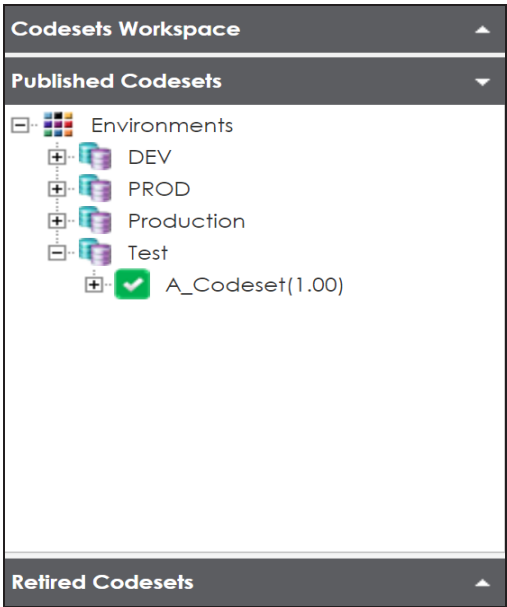 Codesets Workspace
Published Codesets
Environments
DEV
PROD
Production
Test
A_Codeset(1.00)
Retired Codesets